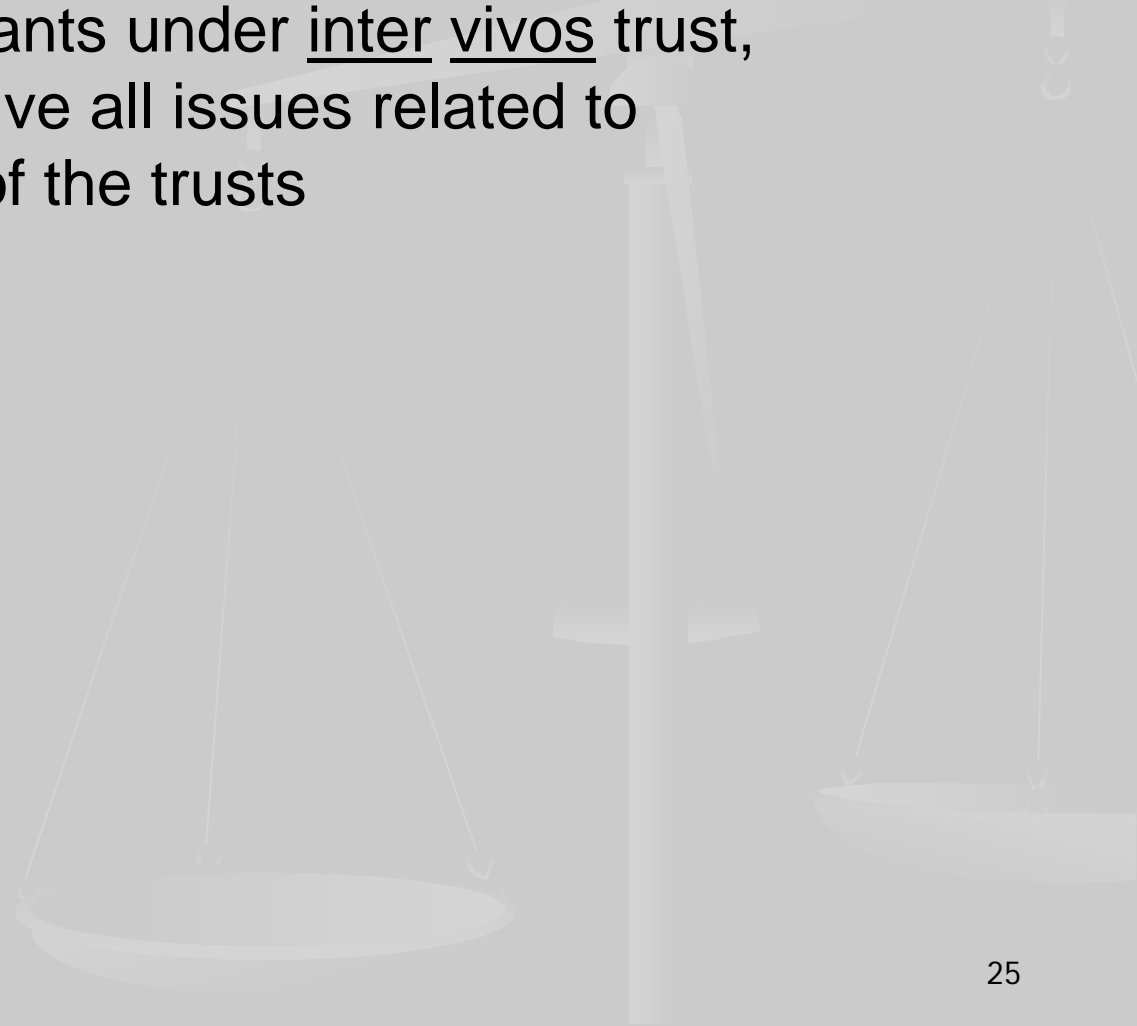 ants under inter vivos trust,
ve all issues related to
of the trusts
25